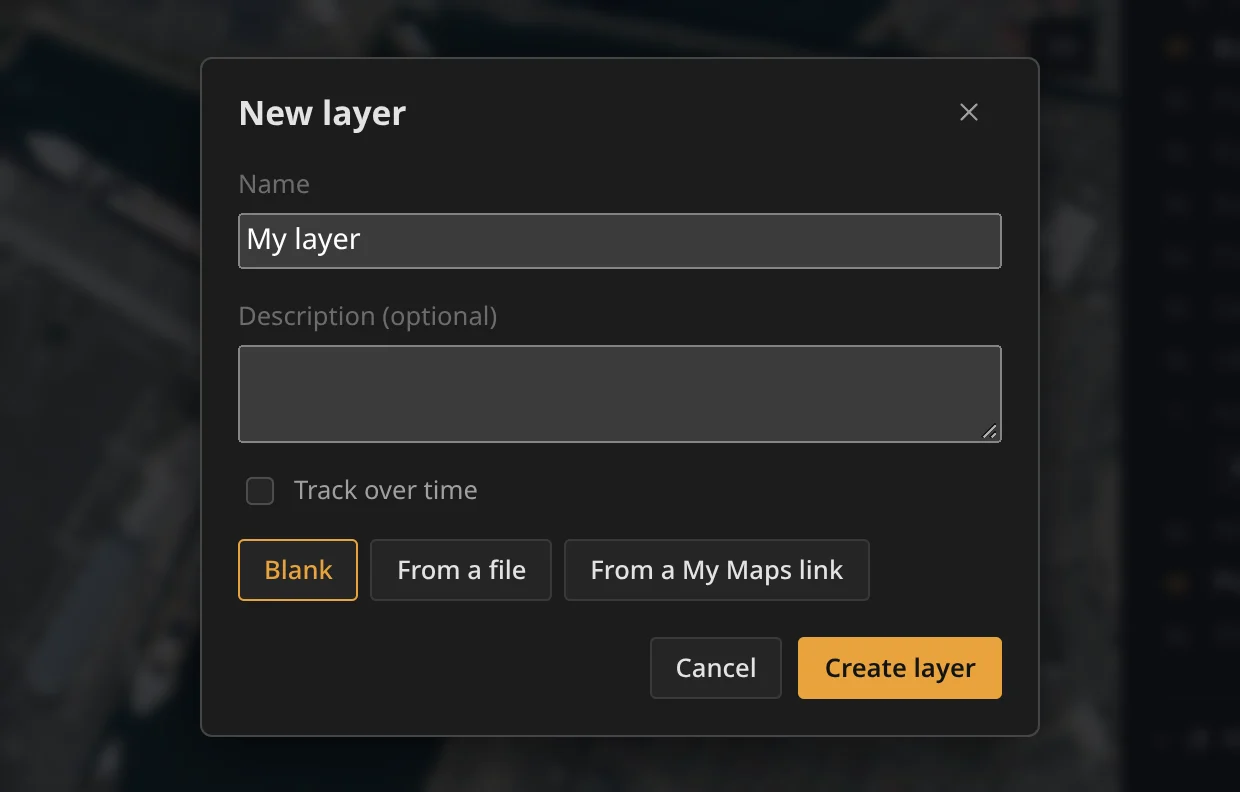 New layer
Name
My layer
Description (optional)
Track over time
Blank
From a file
From a My Maps link
Cancel
Create layer